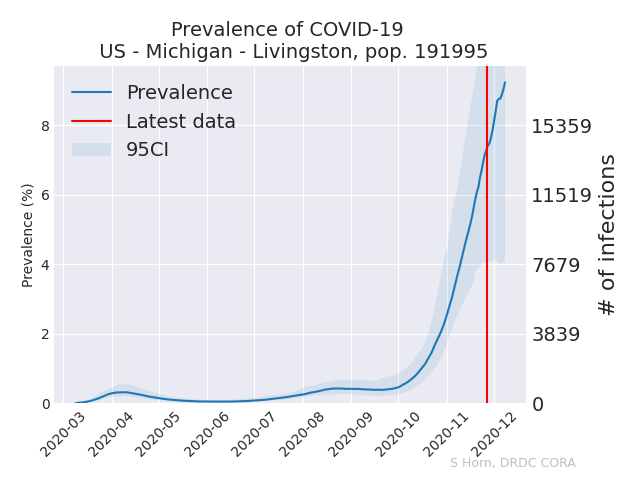 Prevalence of COVID-19
US - Michigan - Livingston, pop. 191995
Prevalence
Latest data
95CI
Prevalence (%)
8
6
4
2
0
15359
11519
7679
3839
0
# of infections
2020-03
2020-04
2020-05
2020-06
2020-07
2020-08
2020-09
2020-10
2020-11
2020-12
S Horn, DRDC CORA